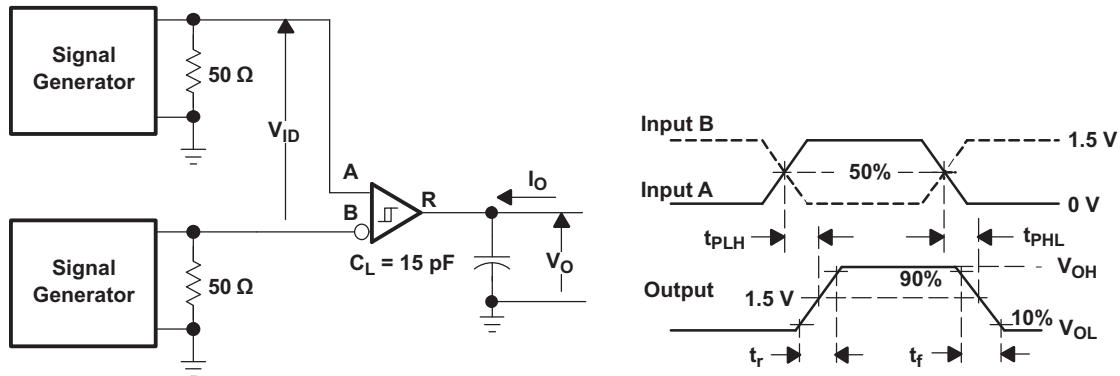 Signal
Generator
50 Ω
V_ID
Signal
Generator
50 Ω
A
B
R
I_O
C_L = 15 pF
V_O
Input B
1.5 V
50%
Input A
0 V
t_PLH
t_PHL
V_OH
90%
Output
1.5 V
10%
V_OL
t_r
t_f